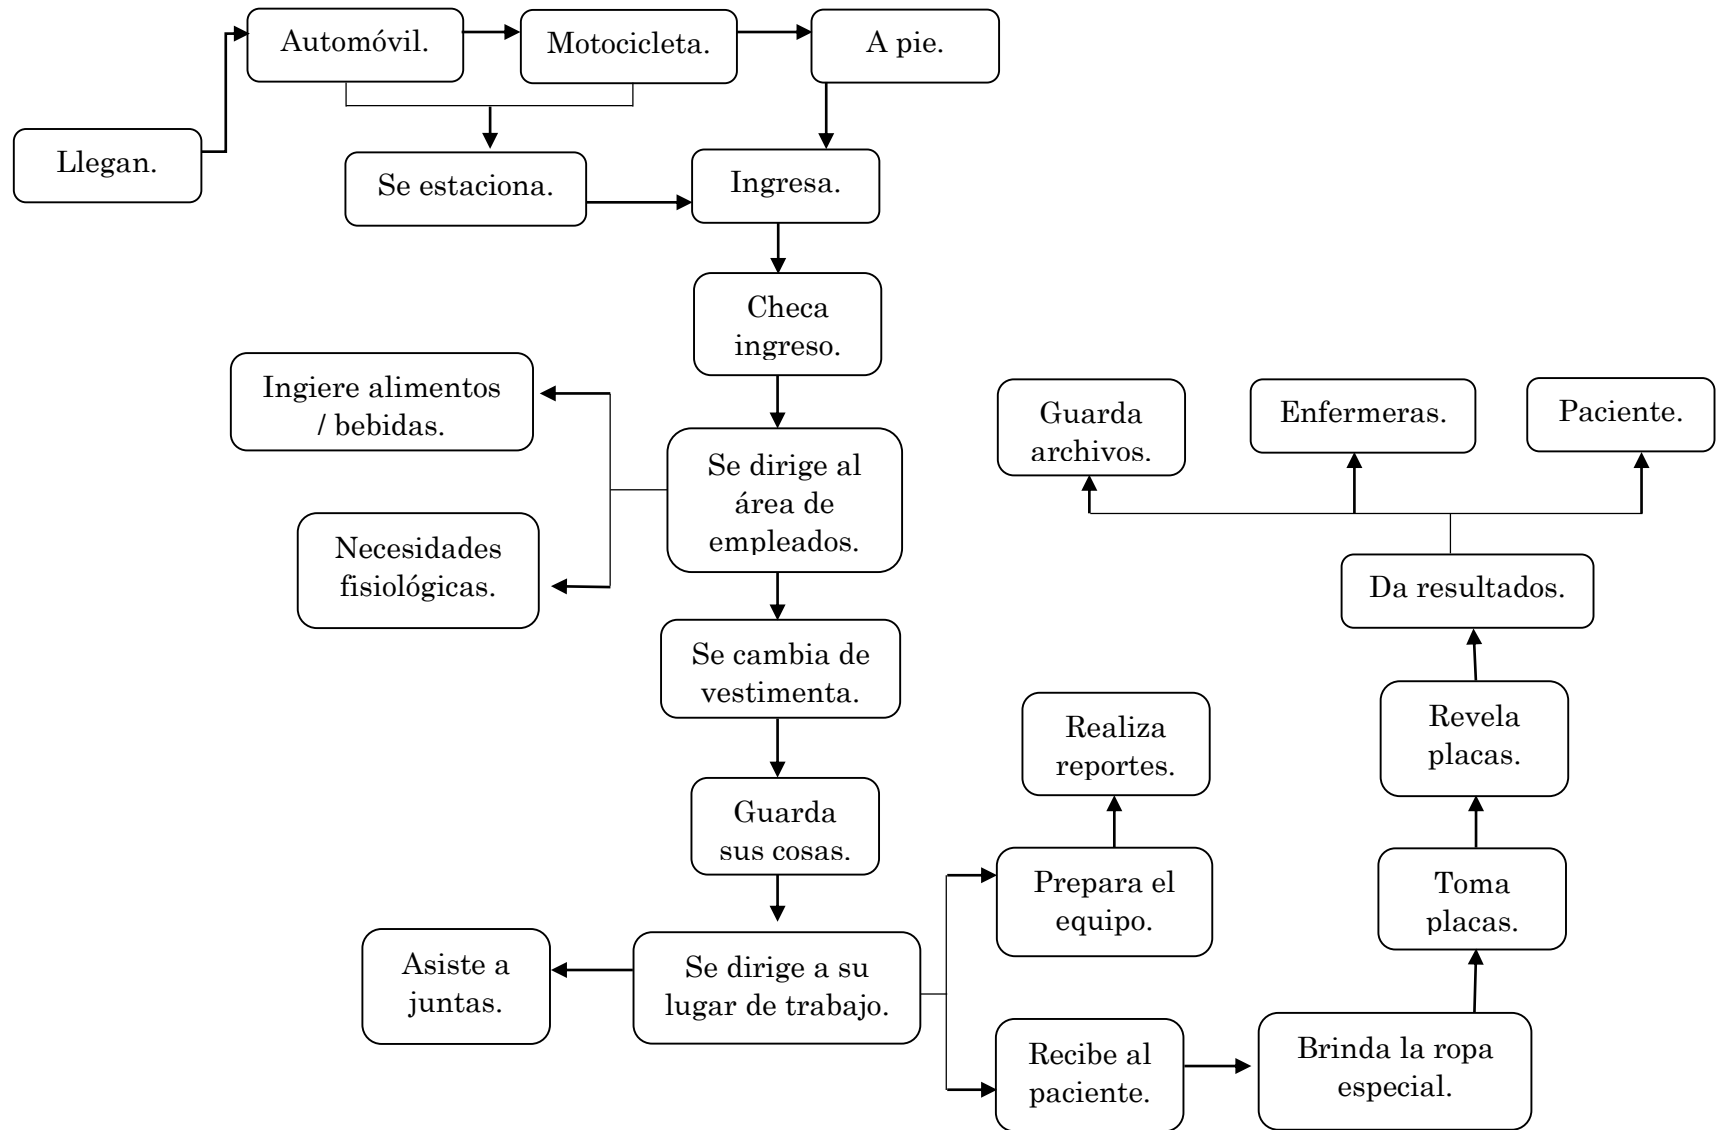 Automóvil.
Motocicleta.
A pie.
Llegan.
Se estaciona.
Ingresa.
Checa
ingreso.
Ingiere alimentos
/ bebidas.
Se dirige al
área de
empleados.
Necesidades
fisiológicas.
Se cambia de
vestimenta.
Guarda
sus cosas.
Asiste a
juntas.
Se dirige a su
lugar de trabajo.
Realiza
reportes.
Prepara el
equipo.
Recibe al
paciente.
Brinda la ropa
especial.
Toma
placas.
Revela
placas.
Da resultados.
Guarda
archivos.
Enfermeras.
Paciente.